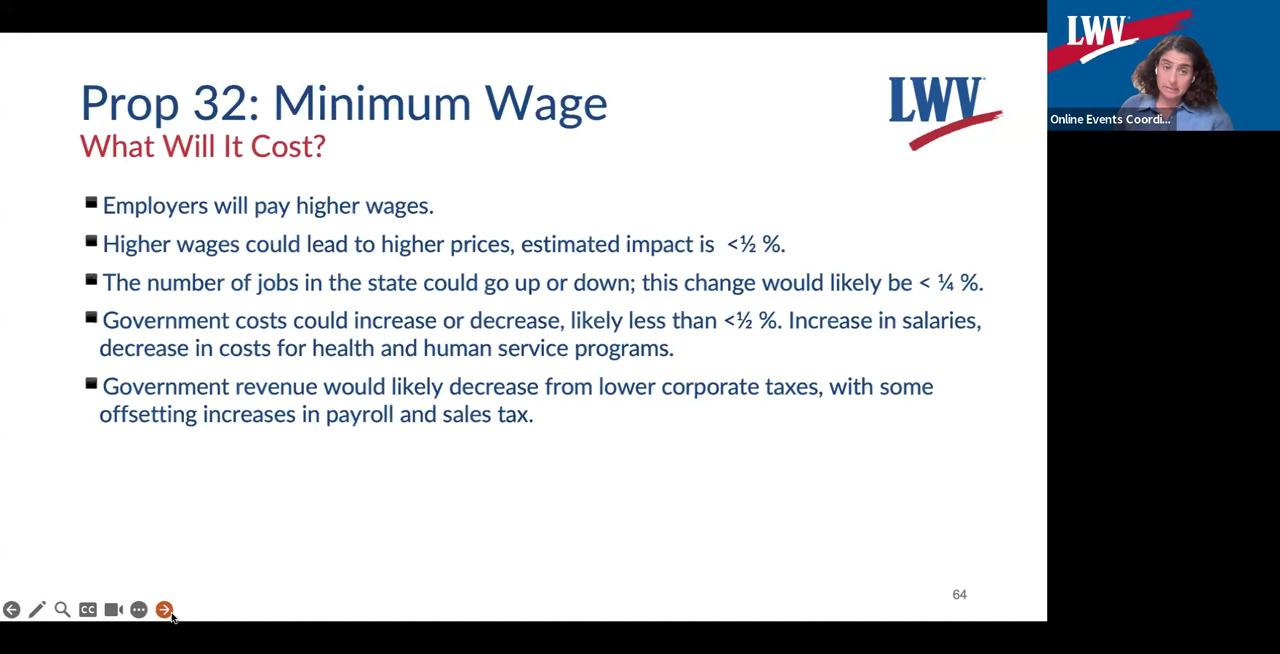 Prop 32: Minimum Wage
What Will It Cost?
LWV
Employers will pay higher wages.
Higher wages could lead to higher prices, estimated impact is <½ %.
The number of jobs in the state could go up or down; this change would likely be < ¼ %.
Government costs could increase or decrease, likely less than <½ %. Increase in salaries,
decrease in costs for health and human service programs.
Government revenue would likely decrease from lower corporate taxes, with some
offsetting increases in payroll and sales tax.
64
CC
LWV
Online Events Coordi...